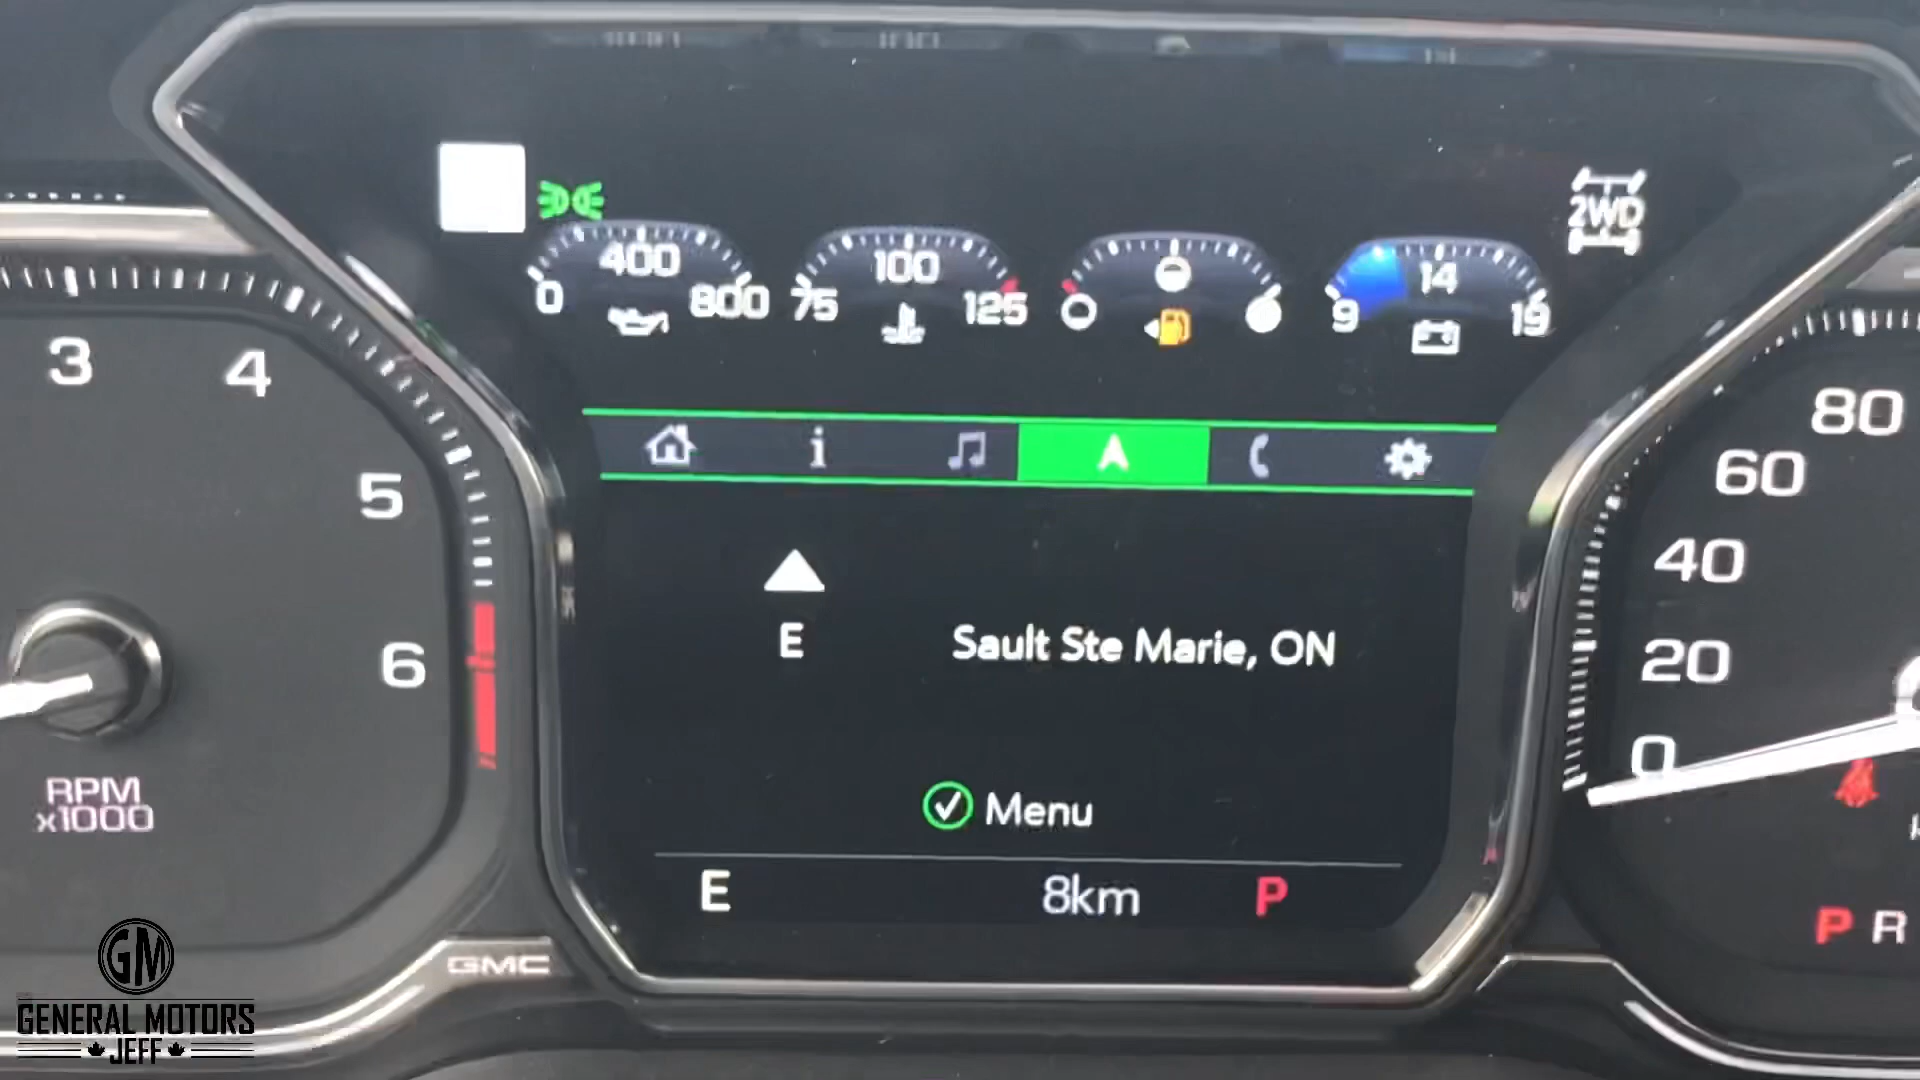 2WD
0 400 800
75 100 125
9 14 19
3
4
5
6
RPM
x1000
80
60
40
20
0
E
Sault Ste Marie, ON
Menu
E 8km P
P R
GMC
GM
GENERAL MOTORS
JEFF